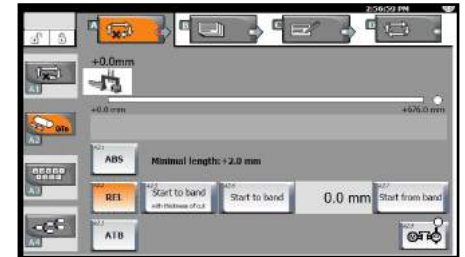 2:56:59 PM
A
B
C
D
+0.0mm
A1
+0.0 mm
+676.0 mm
A2
A21
ABS
Minimal length: +2.0 mm
A3
REL
Start to band
with thickness of cut
Start to band
0.0 mm
Start from band
A4
ATB